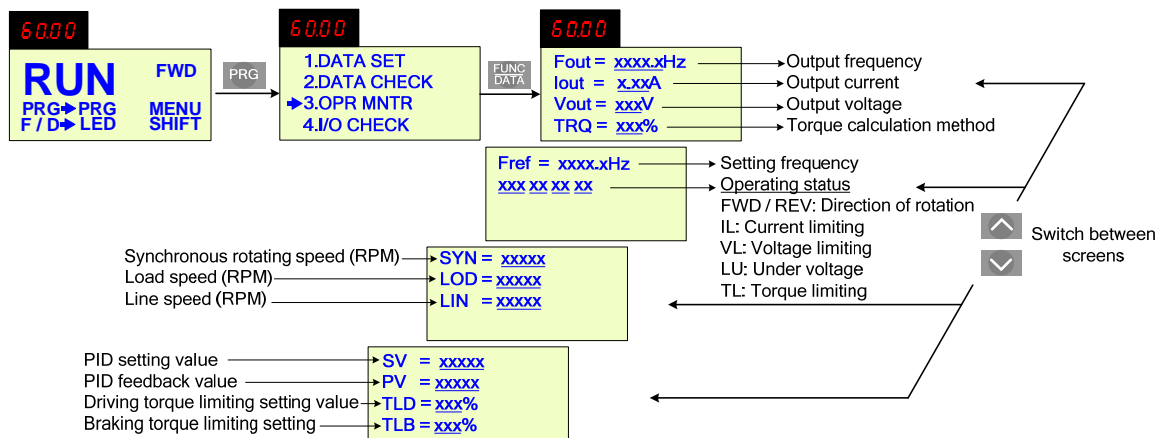 60.00
RUN FWD
PRG➔PRG MENU
F / D➔ LED SHIFT
PRG
60.00
1.DATA SET
2.DATA CHECK
➔3.OPR MNTR
4.I/O CHECK
FUNC
DATA
60.00
Fout = xxxx.xHz Output frequency
Iout = x.xxA Output current
Vout = xxxV Output voltage
TRQ = xxx% Torque calculation method
Fref = xxxx.xHz Setting frequency
xxx xx xx xx Operating status
FWD / REV: Direction of rotation
IL: Current limiting
VL: Voltage limiting
LU: Under voltage
TL: Torque limiting
Switch between
screens
Synchronous rotating speed (RPM) SYN = xxxxx
Load speed (RPM) LOD = xxxxx
Line speed (RPM) LIN = xxxxx
PID setting value SV = xxxxx
PID feedback value PV = xxxxx
Driving torque limiting setting value TLD = xxx%
Braking torque limiting setting TLB = xxx%